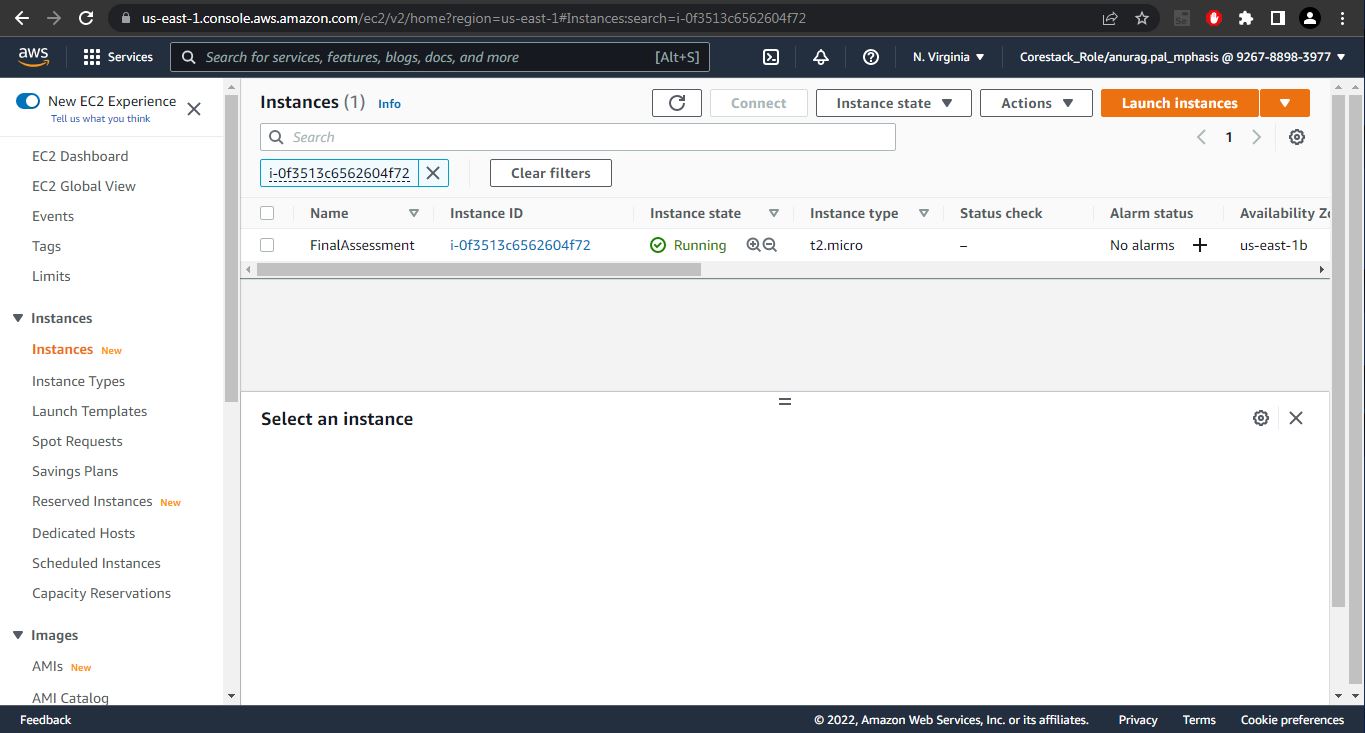 us-east-1.console.aws.amazon.com/ec2/v2/home?region=us-east-1#Instances:search=i-0f3513c6562604f72
aws Services Search for services, features, blogs, docs, and more [Alt+S] N. Virginia Corestack_Role/anurag.pal_mphasis @ 9267-8898-3977
New EC2 Experience
Tell us what you think
EC2 Dashboard
EC2 Global View
Events
Tags
Limits
Instances
Instances New
Instance Types
Launch Templates
Spot Requests
Savings Plans
Reserved Instances New
Dedicated Hosts
Scheduled Instances
Capacity Reservations
Images
AMIs New
AMI Catalog
Instances (1) Info Connect Instance state Actions Launch instances
Search 1
i-0f3513c6562604f72 Clear filters
Name Instance ID Instance state Instance type Status check Alarm status Availability Zo
FinalAssessment i-0f3513c6562604f72 Running t2.micro – No alarms us-east-1b
Select an instance
Feedback © 2022, Amazon Web Services, Inc. or its affiliates. Privacy Terms Cookie preferences